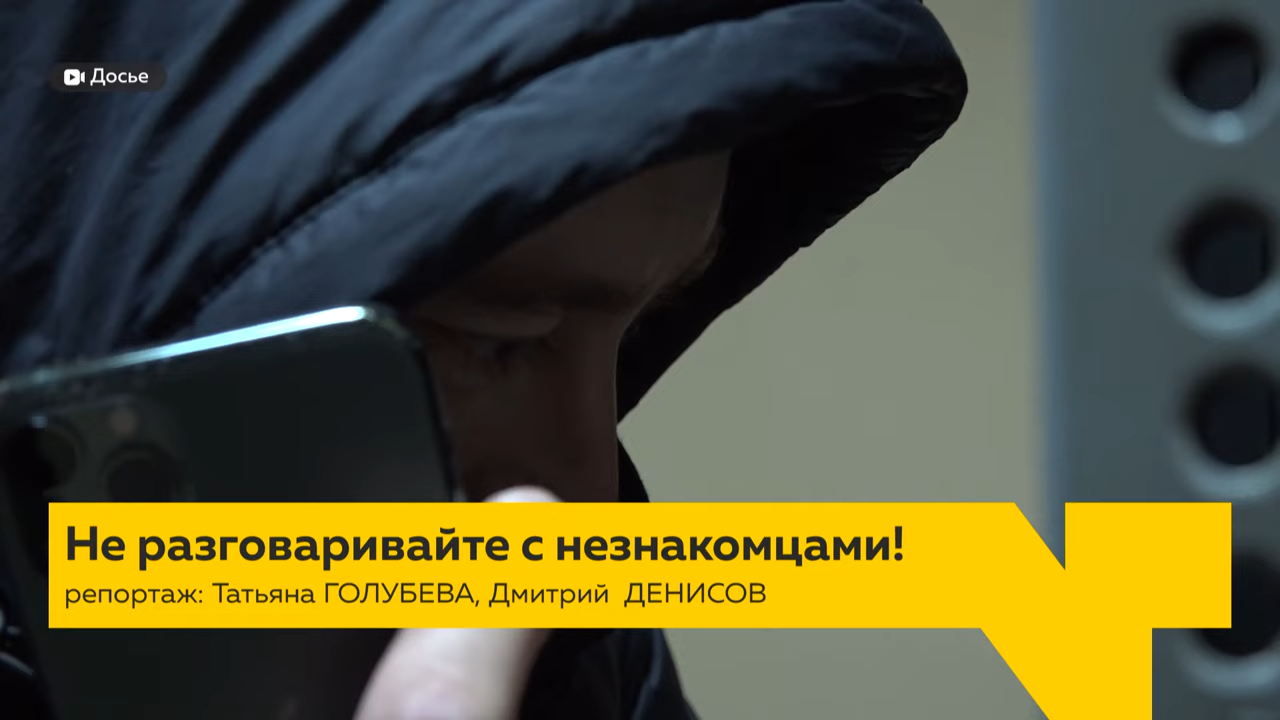 Досье
Не разговаривайте с незнакомцами!
репортаж: Татьяна ГОЛУБЕВА, Дмитрий ДЕНИСОВ